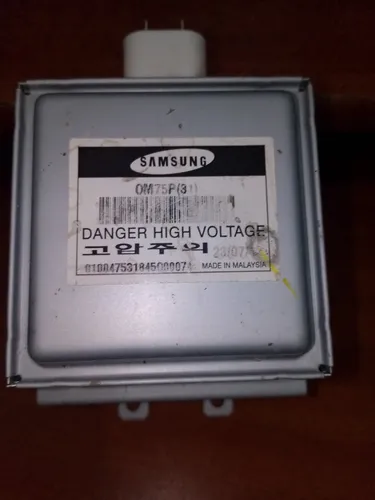 SAMSUNG
OM75P(31)
DANGER HIGH VOLTAGE
고압주의
MADE IN MALAYSIA